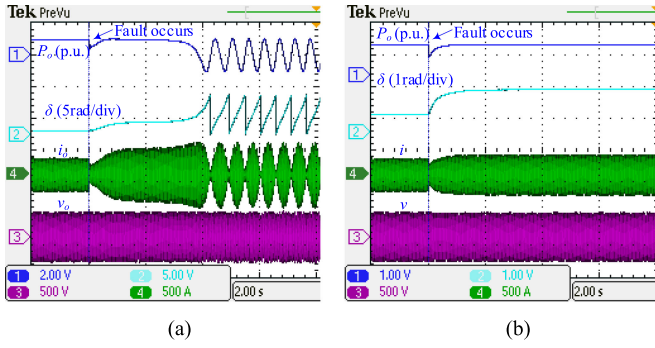 Tek PreVu
Fault occurs
Pₒ (p.u.)
1
δ (5rad/div)
2
iₒ
4
vₒ
3
1 2.00 V 2 5.00 V
3 500 V 4 500 A 2.00 s
(a)
Tek PreVu
Pₒ (p.u.)
Fault occurs
1
δ (1rad/div)
2
i
4
v
3
1 1.00 V 2 1.00 V
3 500 V 4 500 A 2.00 s
(b)